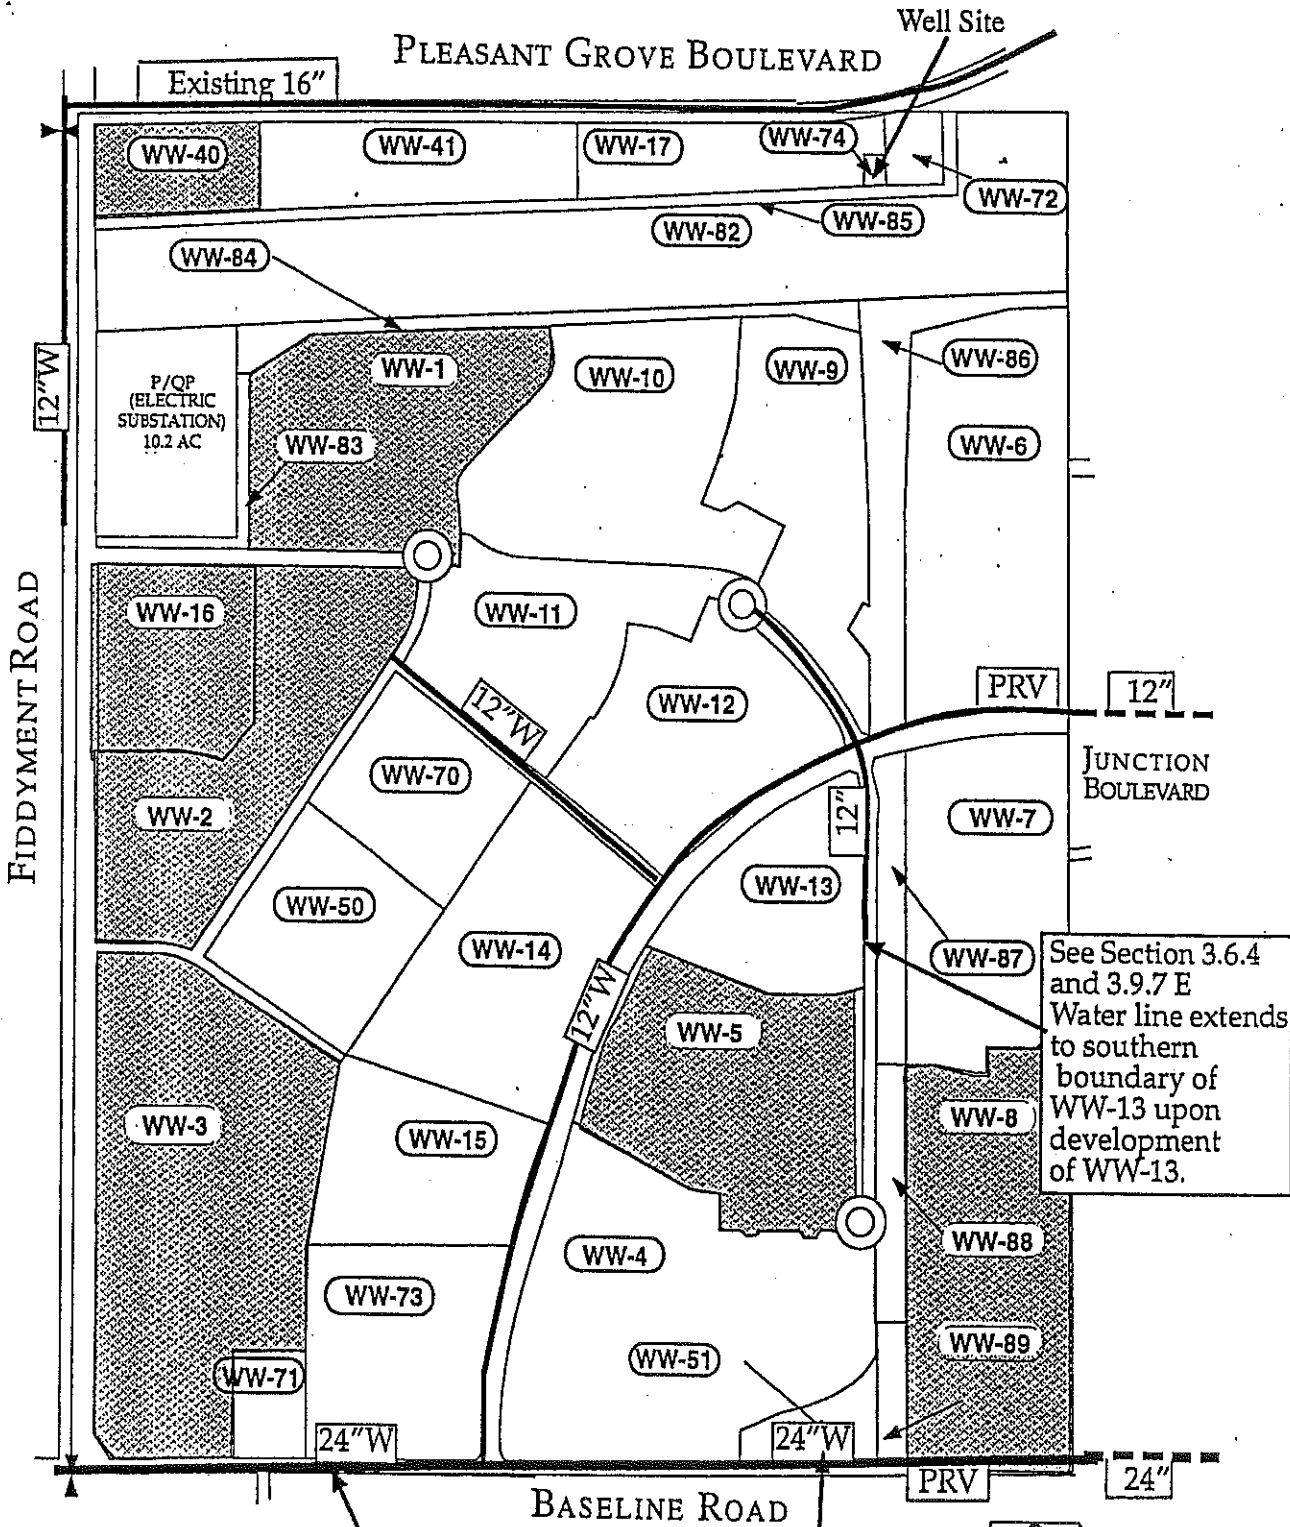 Well Site
PLEASANT GROVE BOULEVARD
Existing 16"
WW-40
WW-41
WW-17
WW-74
WW-72
WW-85
WW-82
WW-84
12"W
P/QP
(ELECTRIC
SUBSTATION)
10.2 AC
WW-1
WW-10
WW-9
WW-86
WW-83
WW-6
FIDDYMENT ROAD
WW-16
WW-11
12"W
WW-12
PRV
12"
JUNCTION
BOULEVARD
WW-70
WW-2
12"
WW-7
WW-50
WW-13
WW-14
WW-87
12"W
See Section 3.6.4
and 3.9.7 E
Water line extends
to southern
boundary of
WW-13 upon
development
of WW-13.
WW-5
WW-3
WW-15
WW-8
WW-4
WW-88
WW-73
WW-51
WW-89
WW-71
24"W
24"W
PRV
24"
BASELINE ROAD